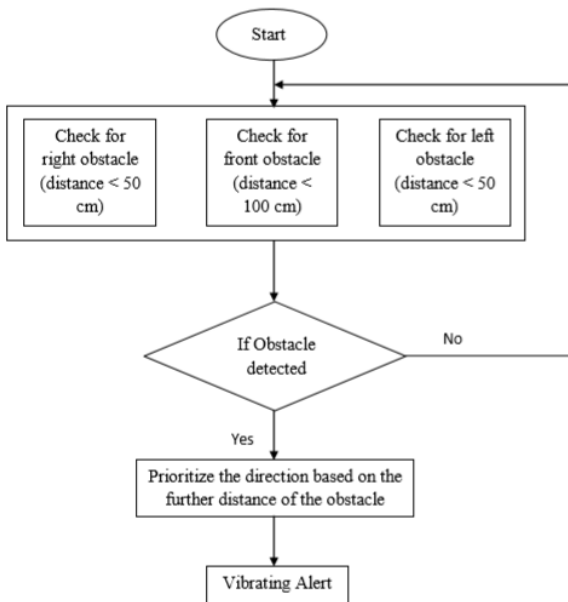 Start
Check for
right obstacle
(distance < 50
cm)
Check for
front obstacle
(distance <
100 cm)
Check for left
obstacle
(distance < 50
cm)
If Obstacle
detected
No
Yes
Prioritize the direction based on the
further distance of the obstacle
Vibrating Alert